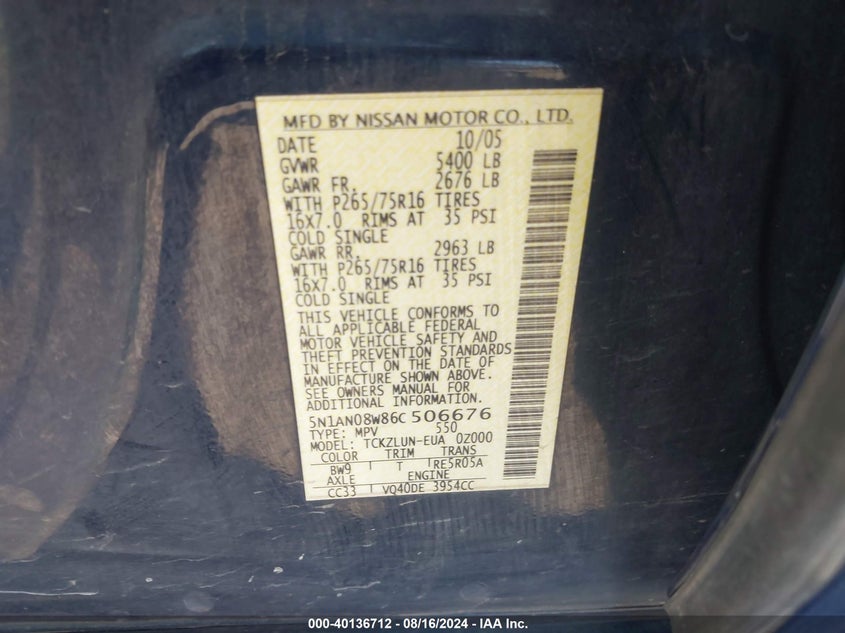 MFD BY NISSAN MOTOR CO., LTD.
DATE 10/05
GVWR 5400 LB
GAWR FR. 2676 LB
WITH P265/75R16 TIRES
16X7.0 RIMS AT 35 PSI
COLD SINGLE
GAWR RR. 2963 LB
WITH P265/75R16 TIRES
16X7.0 RIMS AT 35 PSI
COLD SINGLE
THIS VEHICLE CONFORMS TO
ALL APPLICABLE FEDERAL
MOTOR VEHICLE SAFETY AND
THEFT PREVENTION STANDARDS
IN EFFECT ON THE DATE OF
MANUFACTURE SHOWN ABOVE.
SEE OWNERS MANUAL FOR
ADDITIONAL INFORMATION.
5N1AN08W86C506676
TYPE: MPV 550
MODEL: TCKZLUN-EUA 0Z000
COLOR TRIM TRANS
BW9 T RE5R05A
AXLE ENGINE
CC33 VQ40DE 3954CC
000-40136712 - 08/16/2024 - IAA Inc.